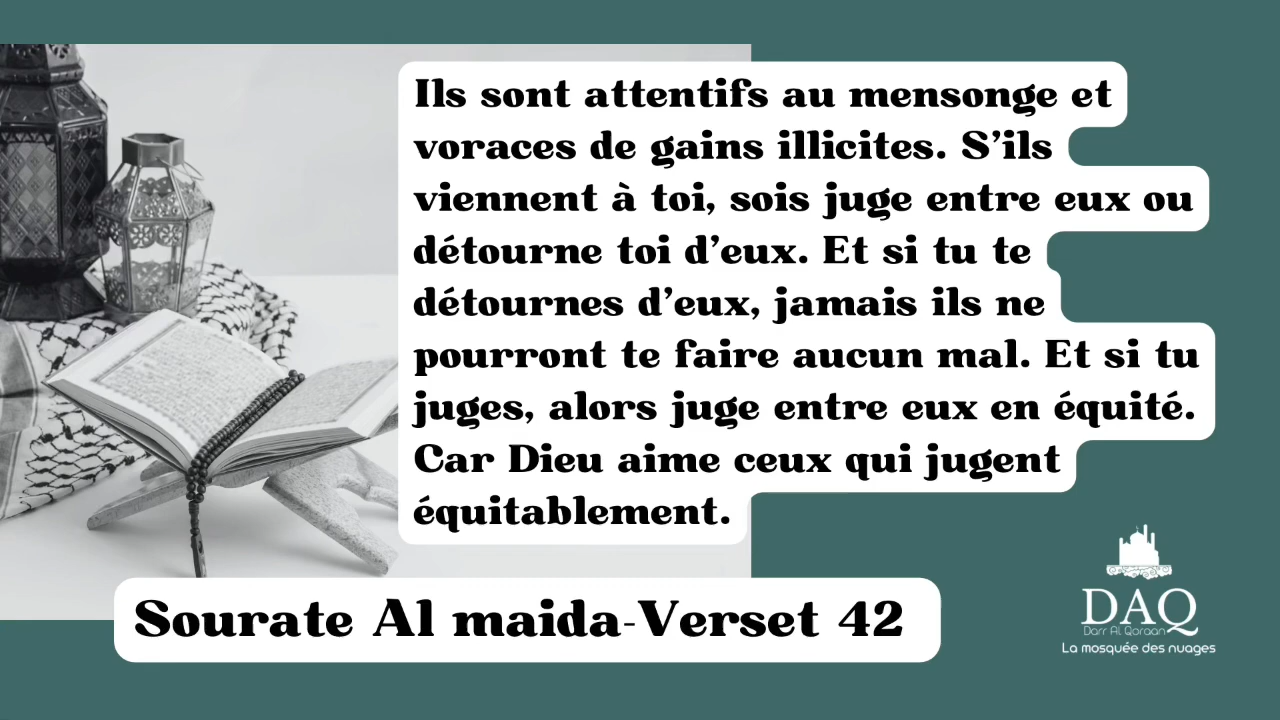 Ils sont attentifs au mensonge et
voraces de gains illicites. S'ils
viennent à toi, sois juge entre eux ou
détourne toi d'eux. Et si tu te
détournes d'eux, jamais ils ne
pourront te faire aucun mal. Et si tu
juges, alors juge entre eux en équité.
Car Dieu aime ceux qui jugent
équitablement.
Sourate Al maida-Verset 42
DAQ
Darr Al Qoraan
La mosquée des nuages